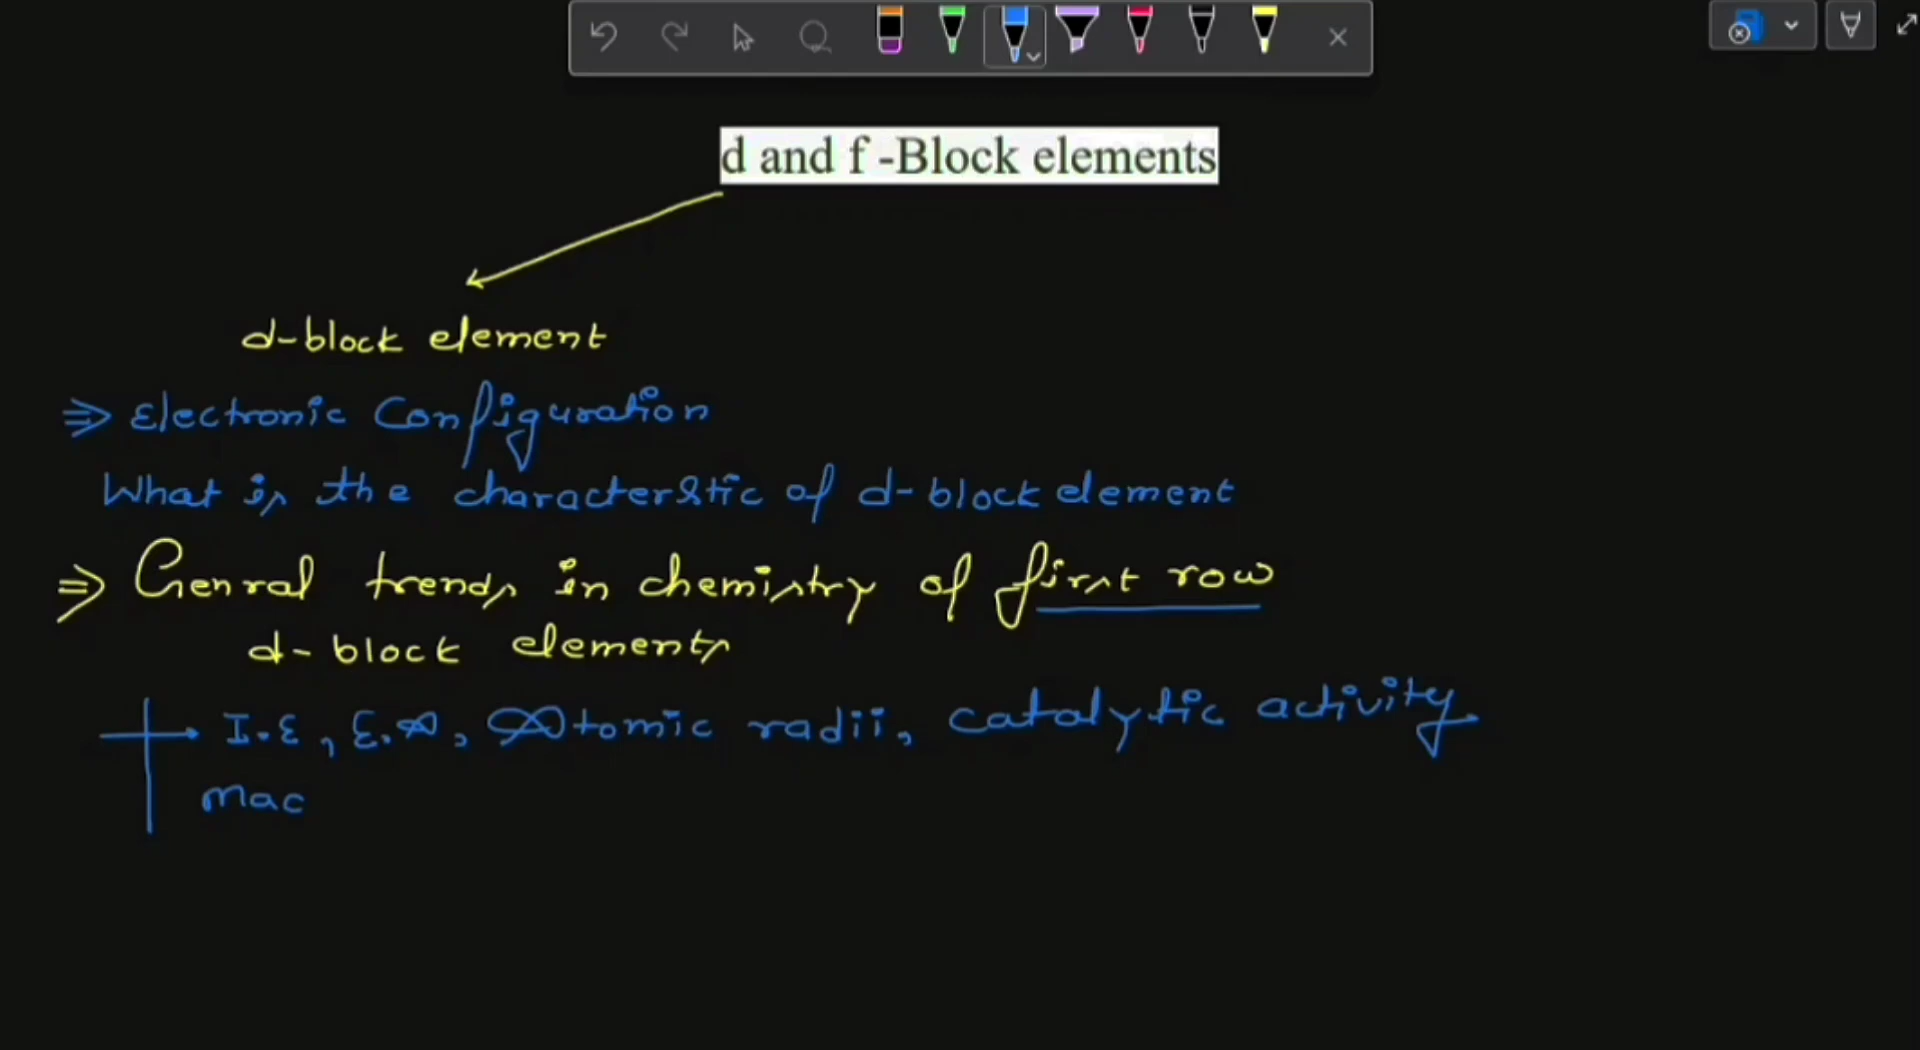 d and f -Block elements
d-block element
⇒ Electronic Configuration
What is the characterstic of d-block element
⇒ Genral trends in chemistry of first row
d-block elements
→ I.E, E.A, Atomic radii, catalytic activity
mac